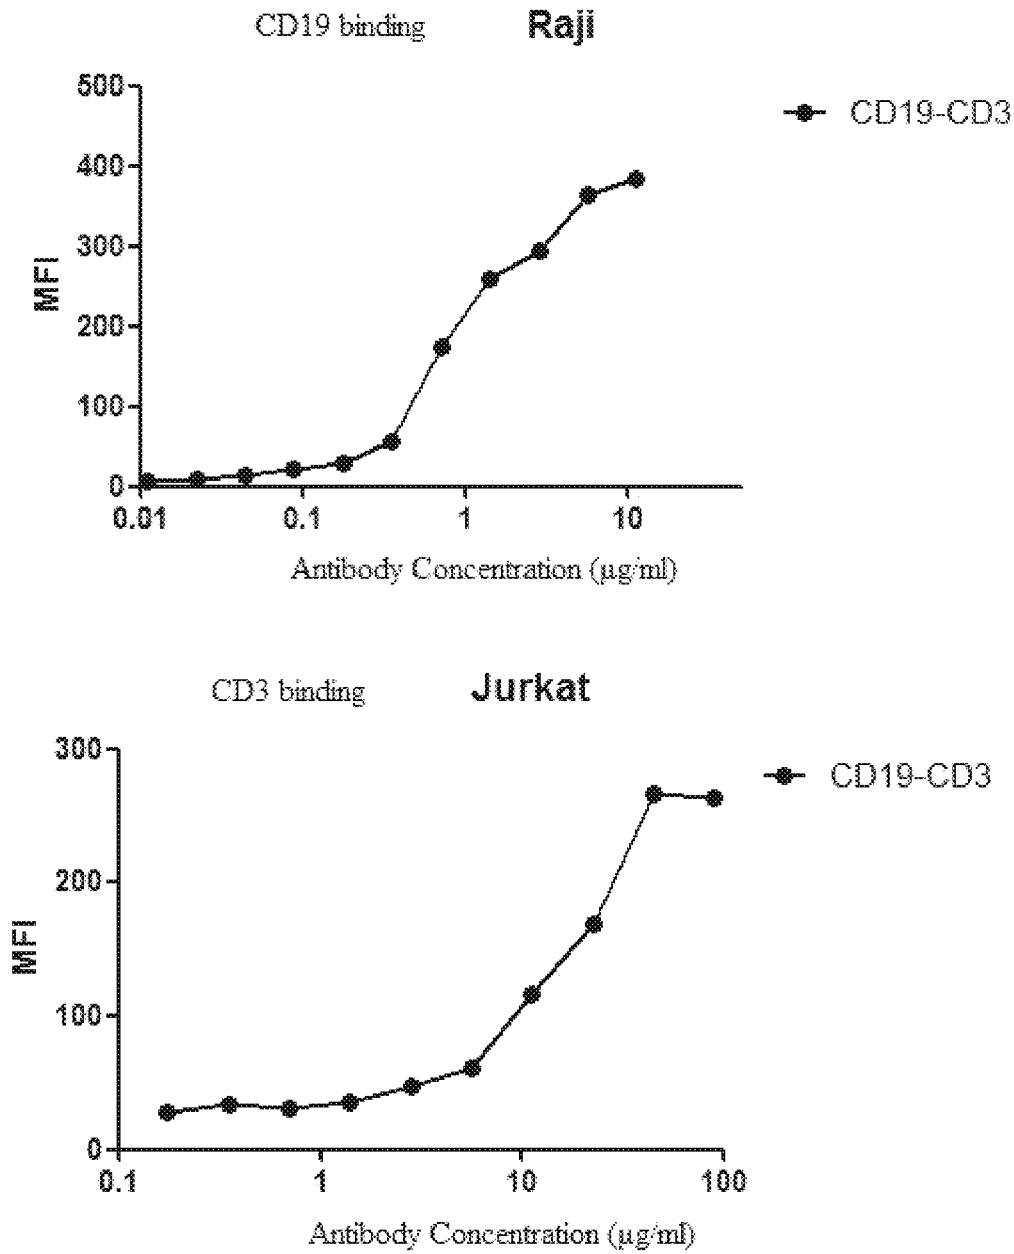 CD19 binding Raji
500
CD19-CD3
400
300
MFI
200
100
0
0.01 0.1 1 10
Antibody Concentration (µg/ml)
CD3 binding Jurkat
300
CD19-CD3
200
MFI
100
0
0.1 1 10 100
Antibody Concentration (µg/ml)